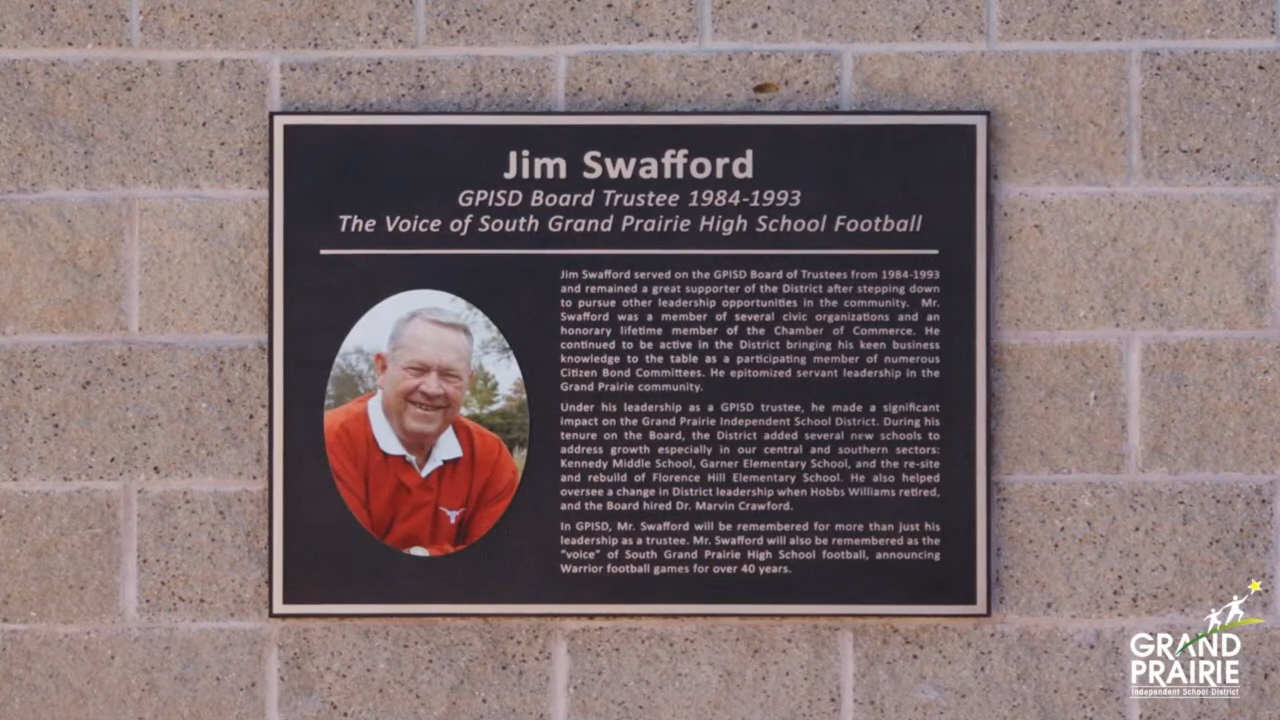 Jim Swafford
GPISD Board Trustee 1984-1993
The Voice of South Grand Prairie High School Football
Jim Swafford served on the GPISD Board of Trustees from 1984-1993
and remained a great supporter of the District after stepping down
to pursue other leadership opportunities in the community. Mr.
Swafford was a member of several civic organizations and an
honorary lifetime member of the Chamber of Commerce. He
continued to be active in the District bringing his keen business
knowledge to the table as a participating member of numerous
Citizen Bond Committees. He epitomized servant leadership in the
Grand Prairie community.
Under his leadership as a GPISD trustee, he made a significant
impact on the Grand Prairie Independent School District. During his
tenure on the Board, the District added several new schools to
address growth especially in our central and southern sectors:
Kennedy Middle School, Garner Elementary School, and the re-site
and rebuild of Florence Hill Elementary School. He also helped
oversee a change in District leadership when Hobbs Williams retired,
and the Board hired Dr. Marvin Crawford.
In GPISD, Mr. Swafford will be remembered for more than just his
leadership as a trustee. Mr. Swafford will also be remembered as the
“voice” of South Grand Prairie High School football, announcing
Warrior football games for over 40 years.
GRAND
PRAIRIE
Independent School District